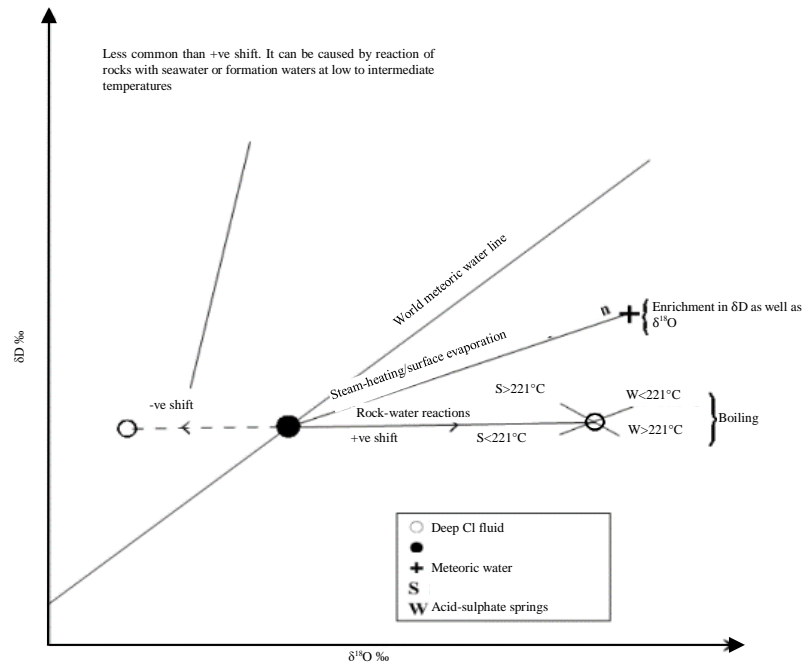 Less common than +ve shift. It can be caused by reaction of
rocks with seawater or formation waters at low to intermediate
temperatures
World meteoric water line
n
Enrichment in δD as well as
δ¹⁸O
Steam-heating/surface evaporation
δD ‰
S>221°C
W<221°C
-ve shift
Rock-water reactions
Boiling
+ve shift
S<221°C
W>221°C
Deep Cl fluid
Meteoric water
S
W Acid-sulphate springs
δ¹⁸O ‰